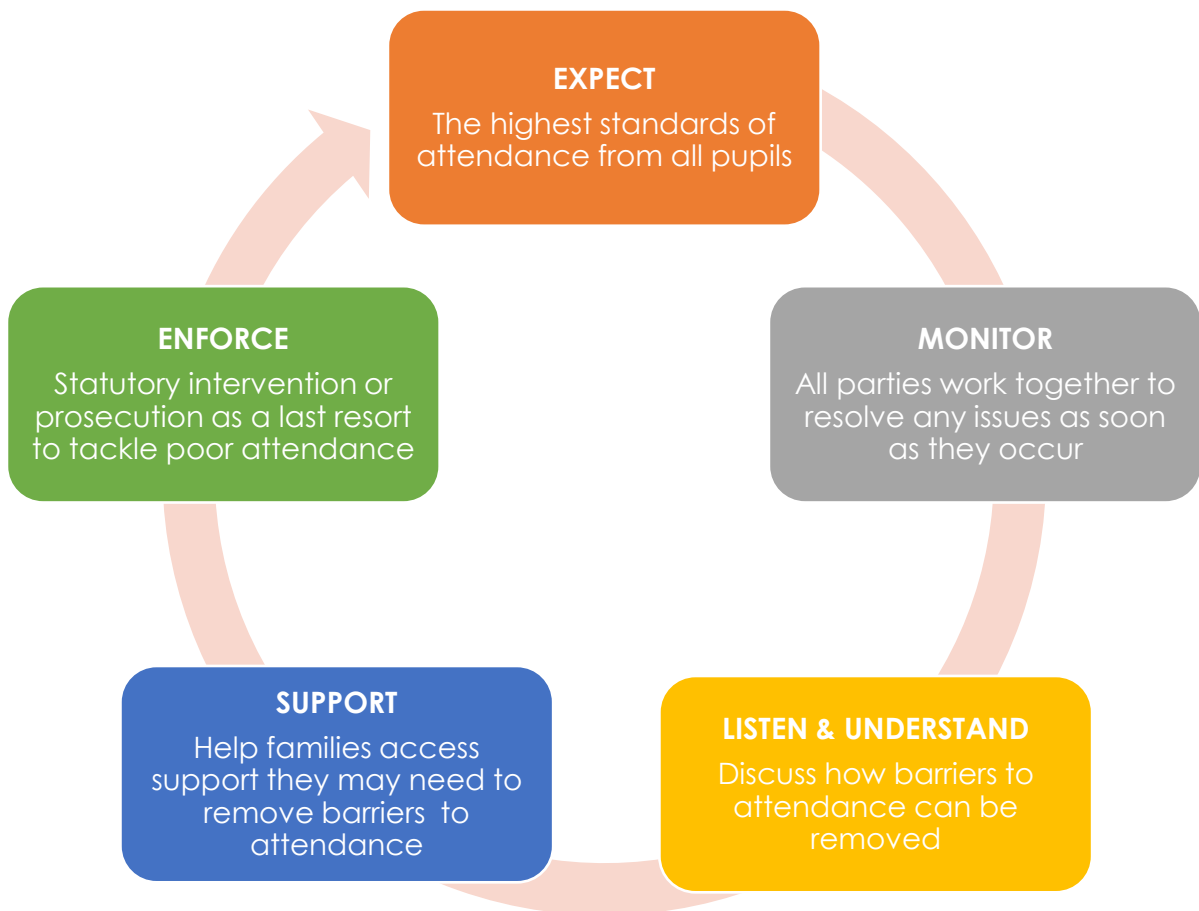 EXPECT
The highest standards of
attendance from all pupils
MONITOR
All parties work together to
resolve any issues as soon
as they occur
LISTEN & UNDERSTAND
Discuss how barriers to
attendance can be
removed
SUPPORT
Help families access
support they may need to
remove barriers  to
attendance
ENFORCE
Statutory intervention or
prosecution as a last resort
to tackle poor attendance